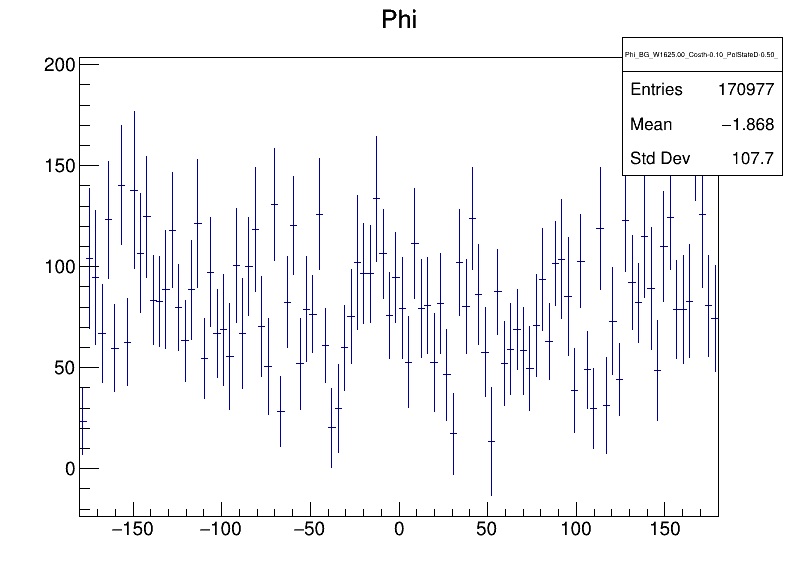 Phi
Phi_BG_W1625.00_Costh-0.10_PolStateD-0.50_
Entries 170977
Mean −1.868
Std Dev 107.7
200
150
100
50
0
−150 −100 −50 0 50 100 150